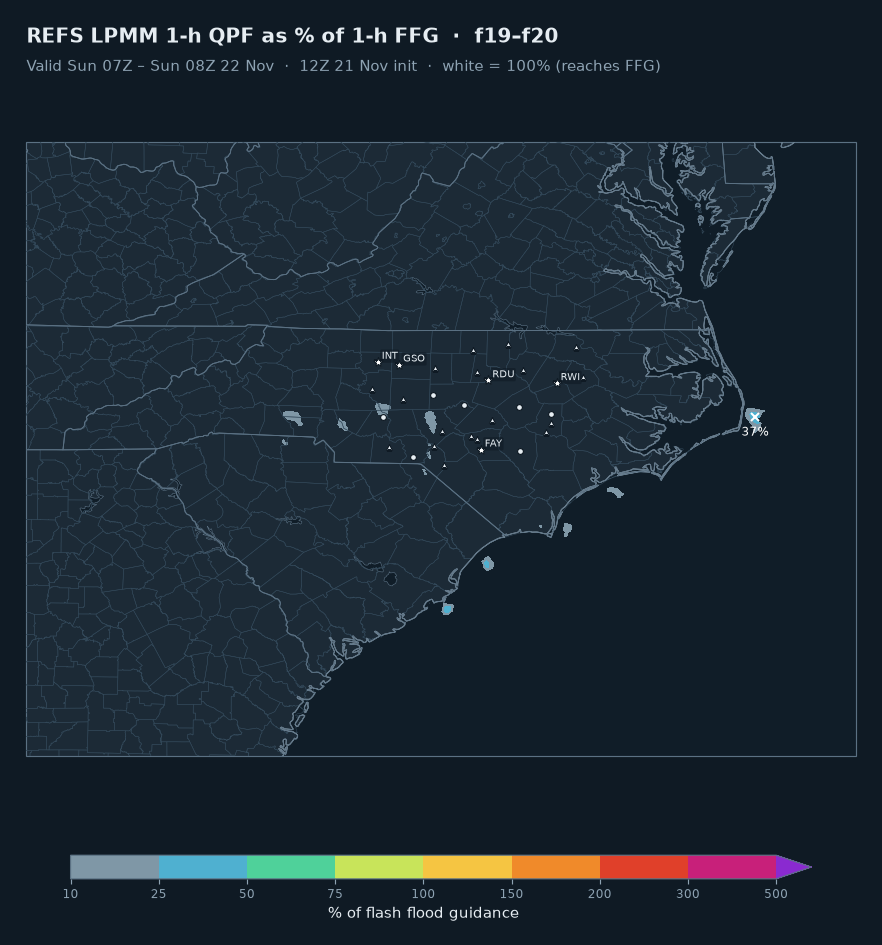 REFS LPMM 1-h QPF as % of 1-h FFG · f19–f20
Valid Sun 07Z – Sun 08Z 22 Nov · 12Z 21 Nov init · white = 100% (reaches FFG)
INT
GSO
RDU
RWI
37%
FAY
10 25 50 75 100 150 200 300 500
% of flash flood guidance